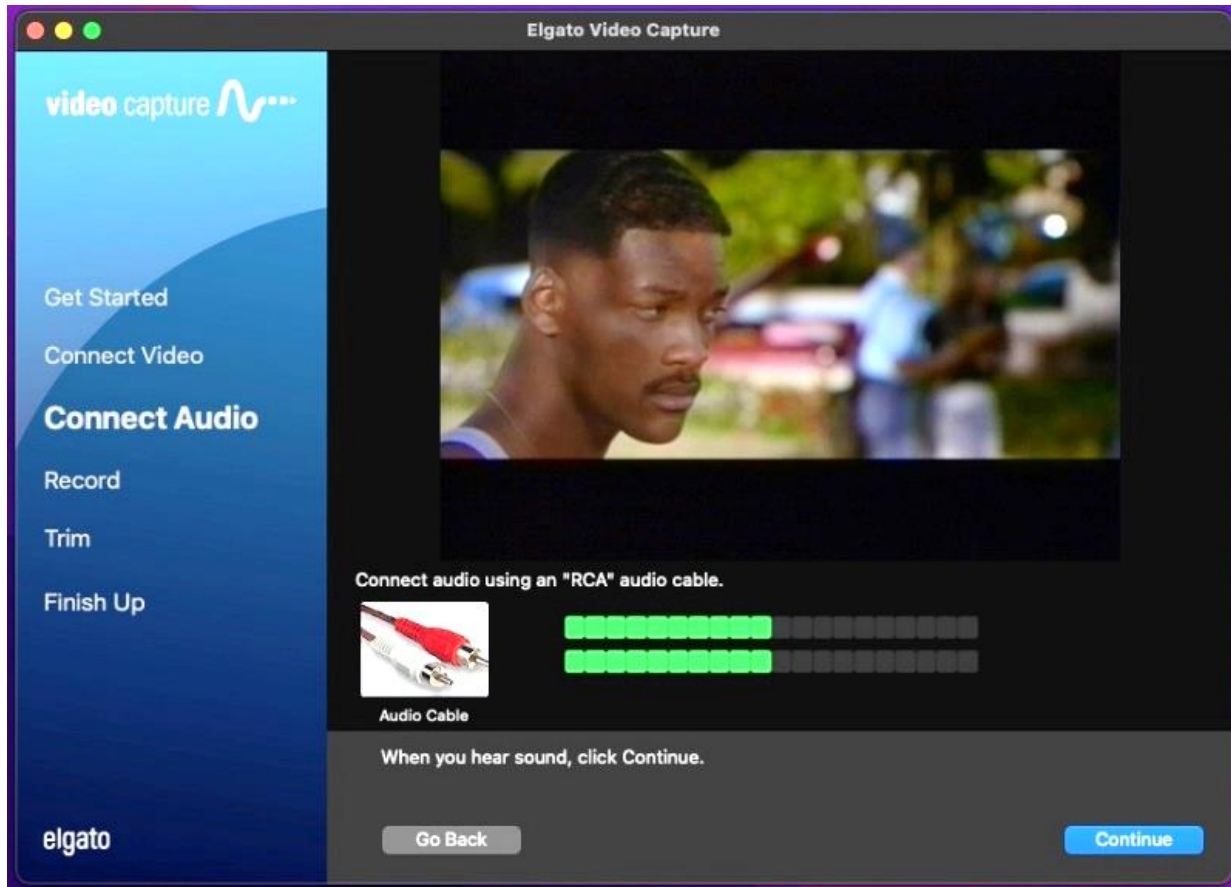 Elgato Video Capture
video capture
Get Started
Connect Video
Connect Audio
Record
Trim
Finish Up
elgato
Connect audio using an "RCA" audio cable.
Audio Cable
When you hear sound, click Continue.
Go Back
Continue